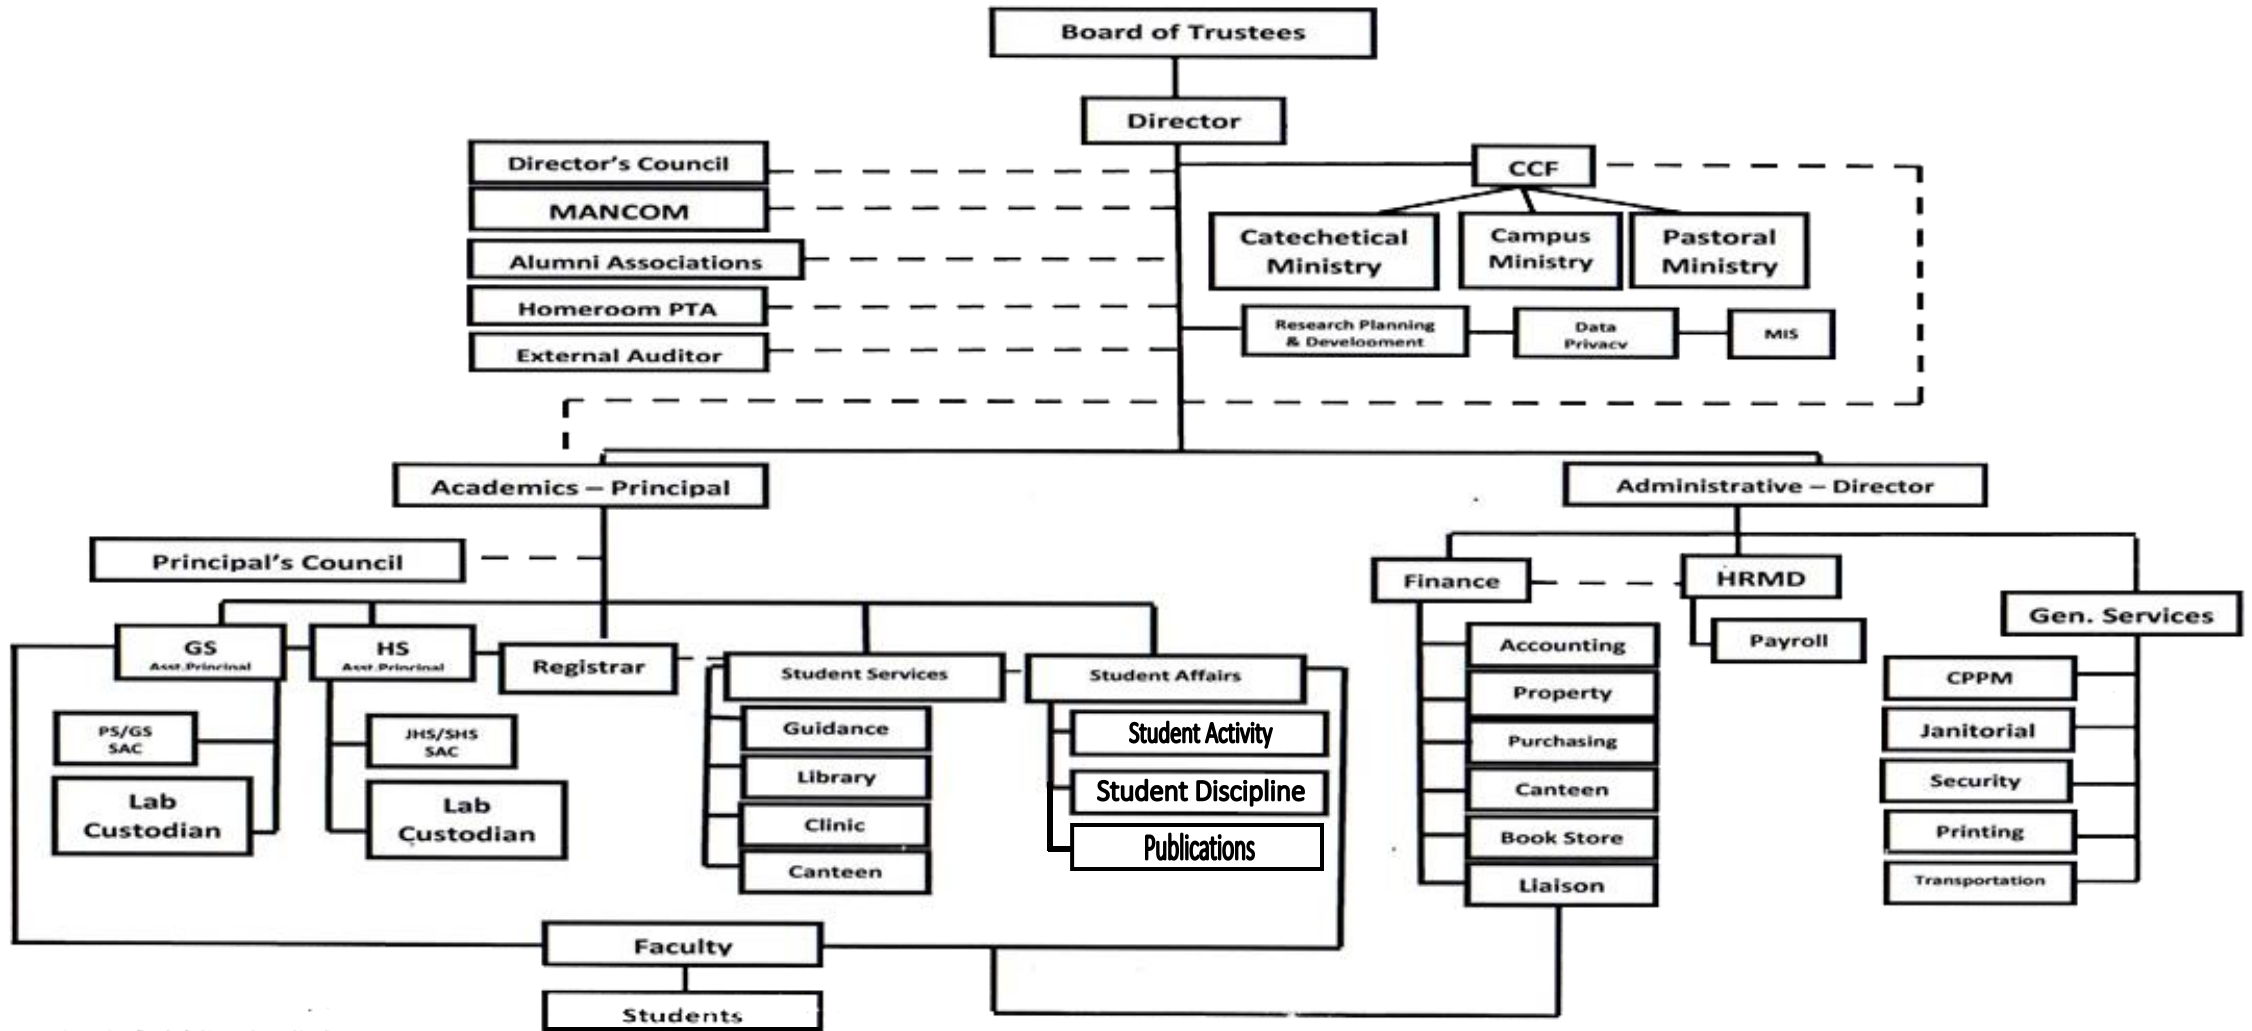 Board of Trustees
Director
Director's Council
MANCOM
Alumni Associations
Homeroom PTA
External Auditor
CCF
Catechetical
Ministry
Campus
Ministry
Pastoral
Ministry
Research Planning
& Development
Data
Privacy
MIS
Academics – Principal
Administrative – Director
Principal's Council
GS
Asst.Principal
HS
Asst.Principal
Registrar
Student Services
Student Affairs
PS/GS
SAC
Lab
Custodian
JHS/SHS
SAC
Lab
Custodian
Guidance
Library
Clinic
Canteen
Student Activity
Student Discipline
Publications
Finance
HRMD
Gen. Services
Accounting
Property
Purchasing
Canteen
Book Store
Liaison
Payroll
CPPM
Janitorial
Security
Printing
Transportation
Faculty
Students